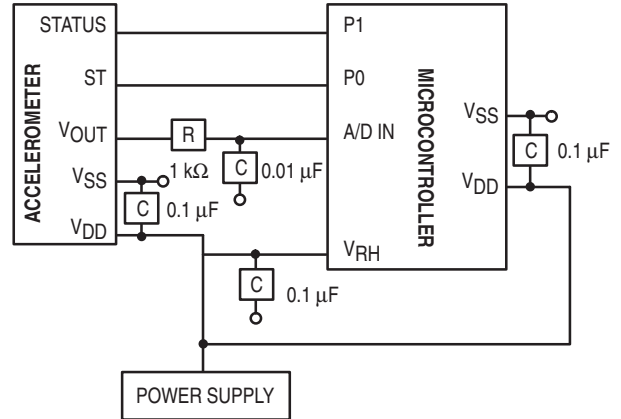 STATUS
P1
ST
P0
VOUT
R
A/D IN
1 kΩ
C
0.01 µF
VSS
C
0.1 µF
VDD
ACCELEROMETER
MICROCONTROLLER
VSS
C
0.1 µF
VDD
VRH
C
0.1 µF
POWER SUPPLY